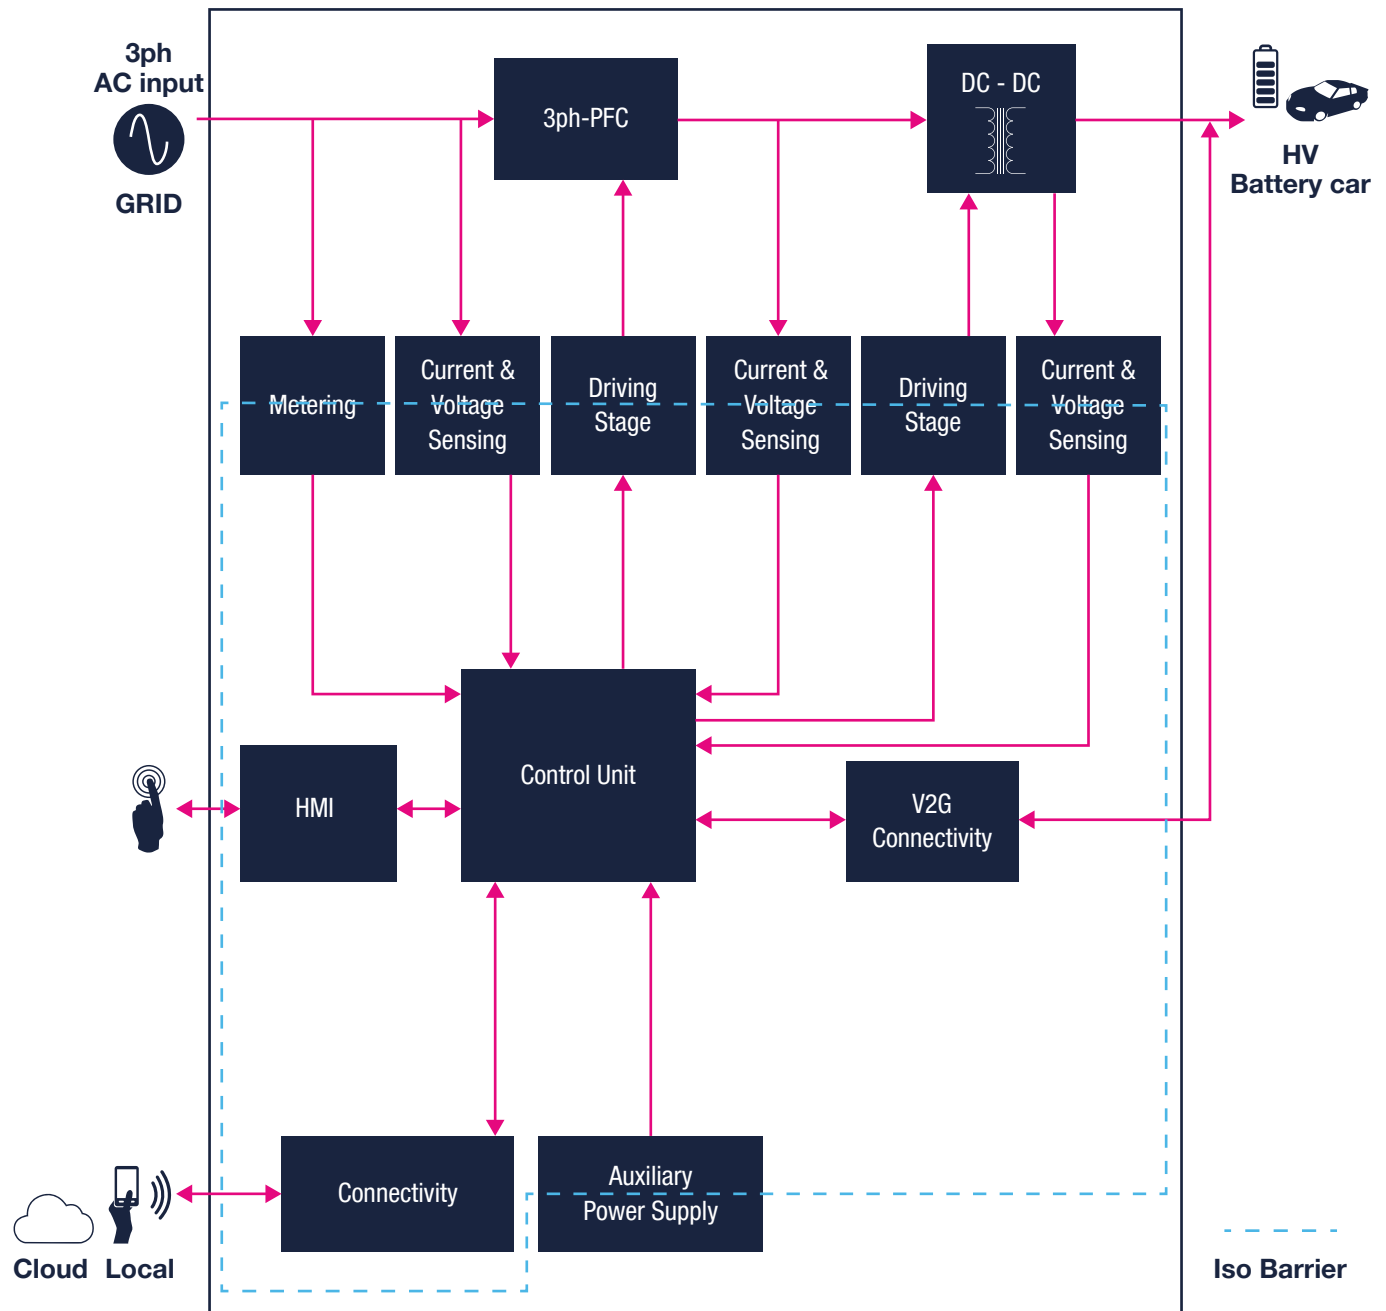 3ph
AC input
GRID
3ph-PFC
DC - DC
HV
Battery car
Metering
Current &
Voltage
Sensing
Driving
Stage
Current &
Voltage
Sensing
Driving
Stage
Current &
Voltage
Sensing
Control Unit
HMI
V2G
Connectivity
Connectivity
Auxiliary
Power Supply
Cloud
Local
Iso Barrier